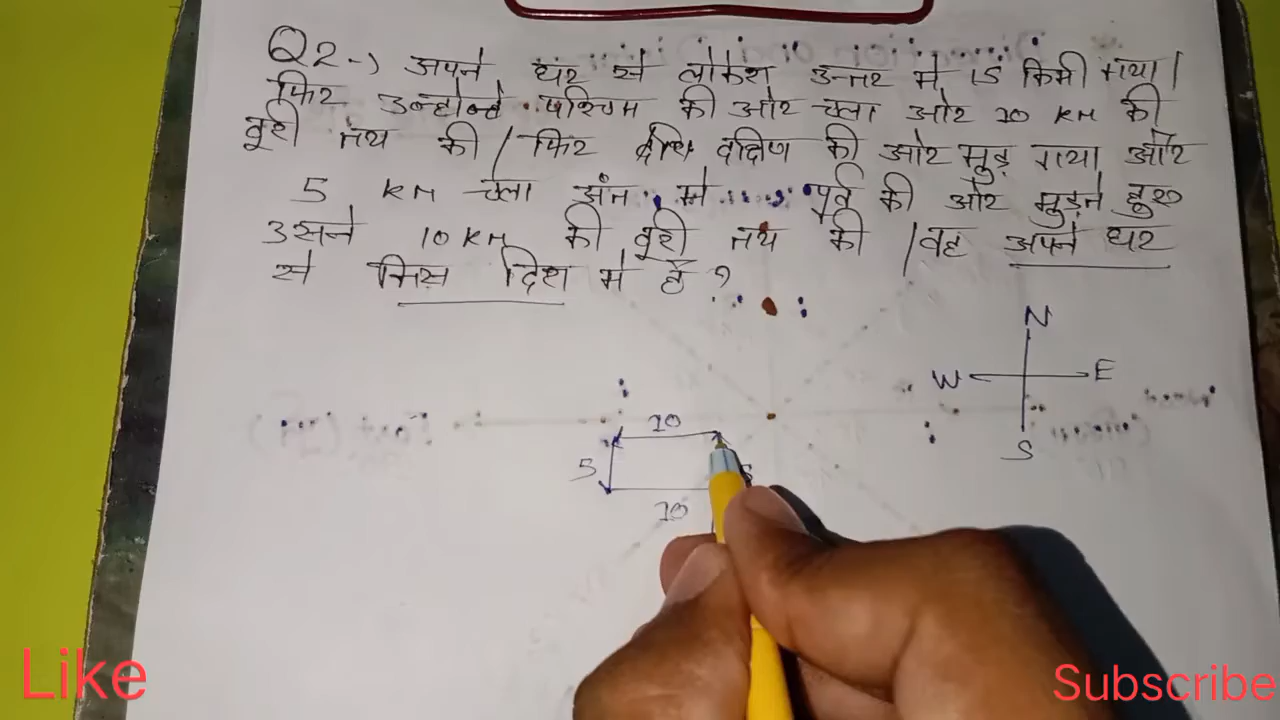 Q2-) अपने घर से लोकेश उत्तर मे 15 किमी गया|
फिर उन्होन्ने पश्चिम की ओर चला और 10 KM की
दूरी तय की | फिर दक्षिण की ओर मुड़ गया और
5 KM चला अंत मे पूर्व की ओर मुड़ते हुए
उसने 10 KM की दूरी तय की | वह अपने घर
से किस दिशा मे है ?
N
W E
S
10
5
10
Like
Subscribe